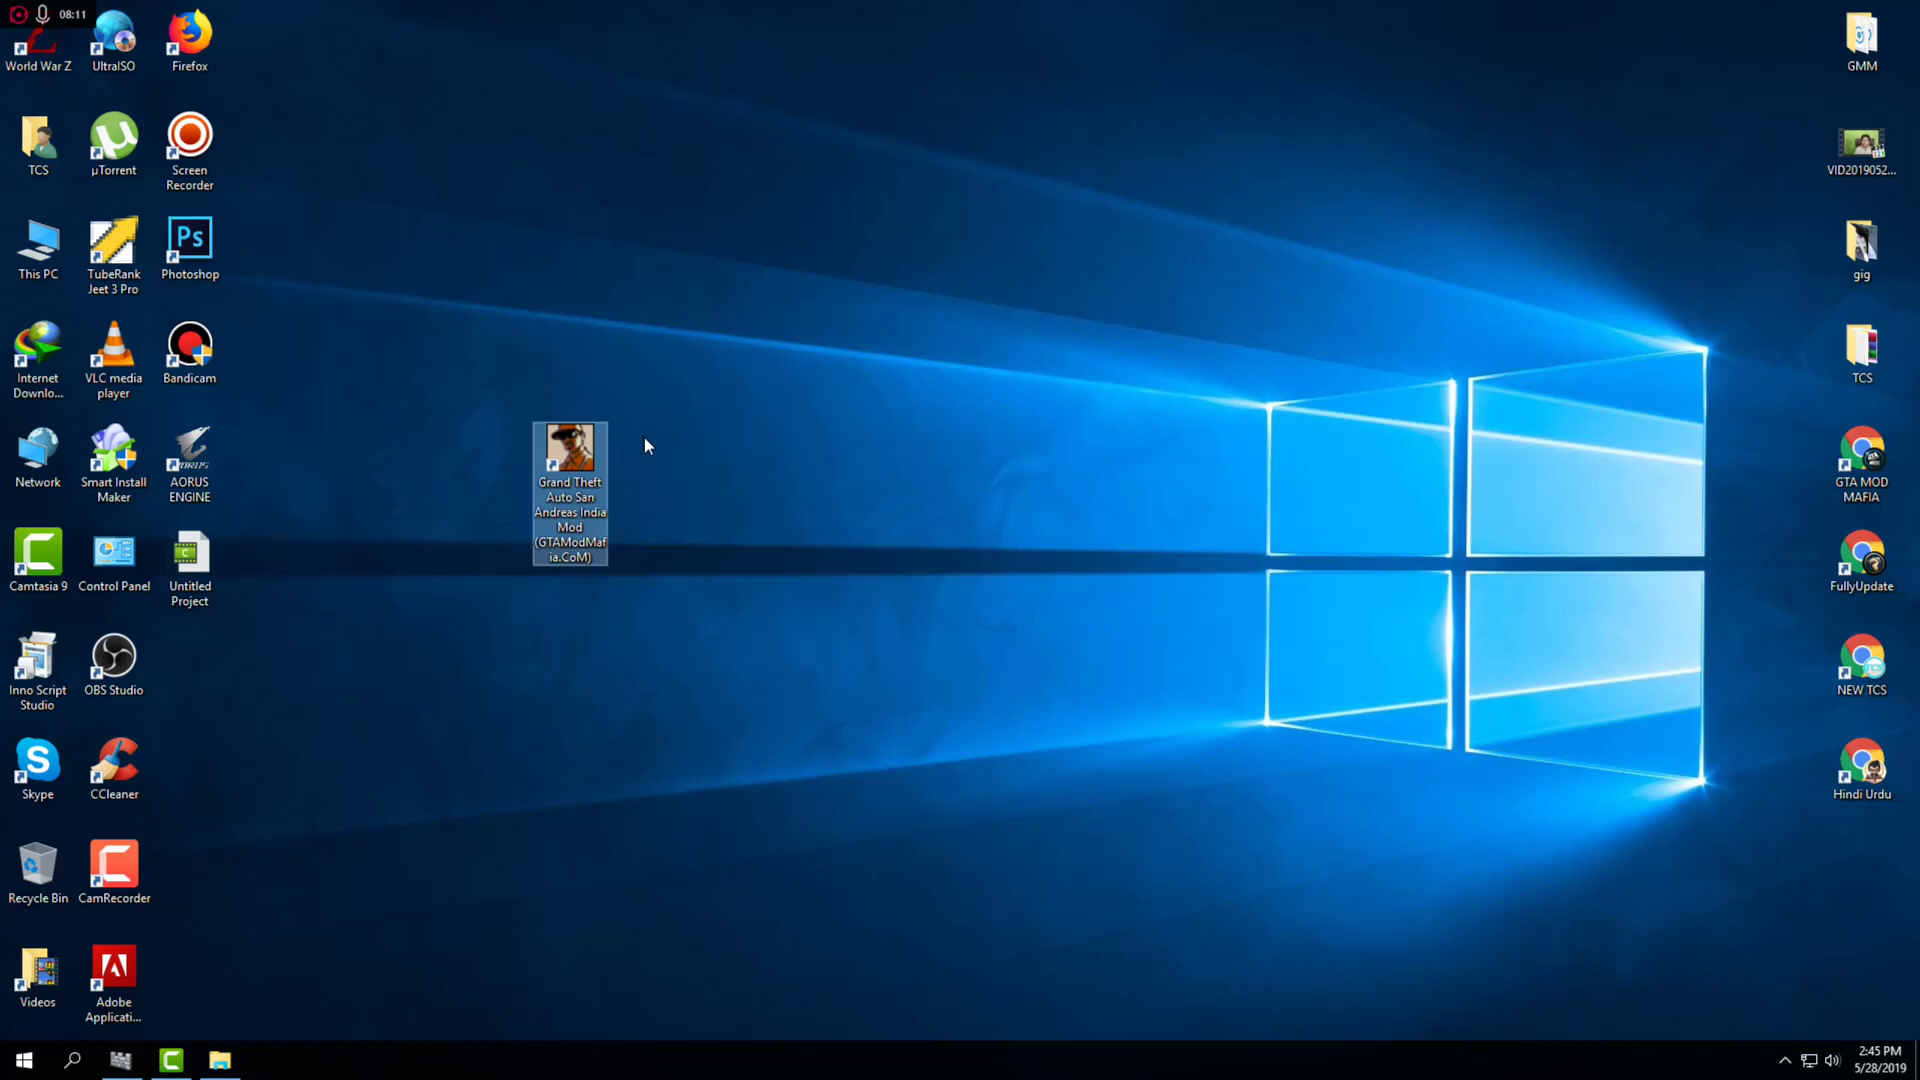 08:11
World War Z
UltraISO
Firefox
TCS
µTorrent
Screen
Recorder
This PC
TubeRank
Jeet 3 Pro
Ps
Photoshop
Internet
Downlo...
VLC media
player
Bandicam
Network
Smart Install
Maker
AORUS
AORUS
ENGINE
Camtasia 9
Control Panel
Untitled
Project
Inno Script
Studio
OBS Studio
S
Skype
CCleaner
Recycle Bin
CamRecorder
Videos
Adobe
Applicati...
Grand Theft
Auto San
Andreas India
Mod
(GTAModMaf
ia.CoM)
GMM
VID2019052...
gig
TCS
GTA MOD
MAFIA
FullyUpdate
NEW TCS
Hindi Urdu
2:45 PM
5/28/2019